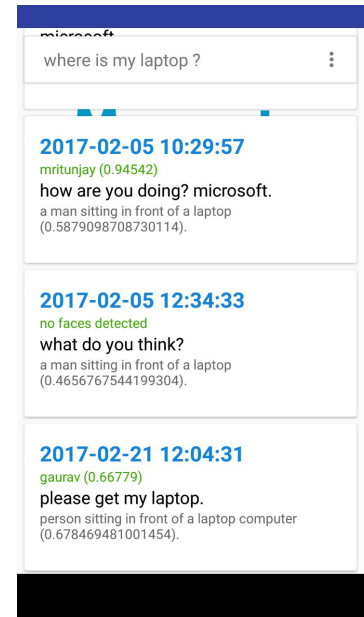 microsoft
where is my laptop ?
2017-02-05 10:29:57
mritunjay (0.94542)
how are you doing? microsoft.
a man sitting in front of a laptop
(0.5879098708730114).
2017-02-05 12:34:33
no faces detected
what do you think?
a man sitting in front of a laptop
(0.4656767544199304).
2017-02-21 12:04:31
gaurav (0.66779)
please get my laptop.
person sitting in front of a laptop computer
(0.678469481001454).